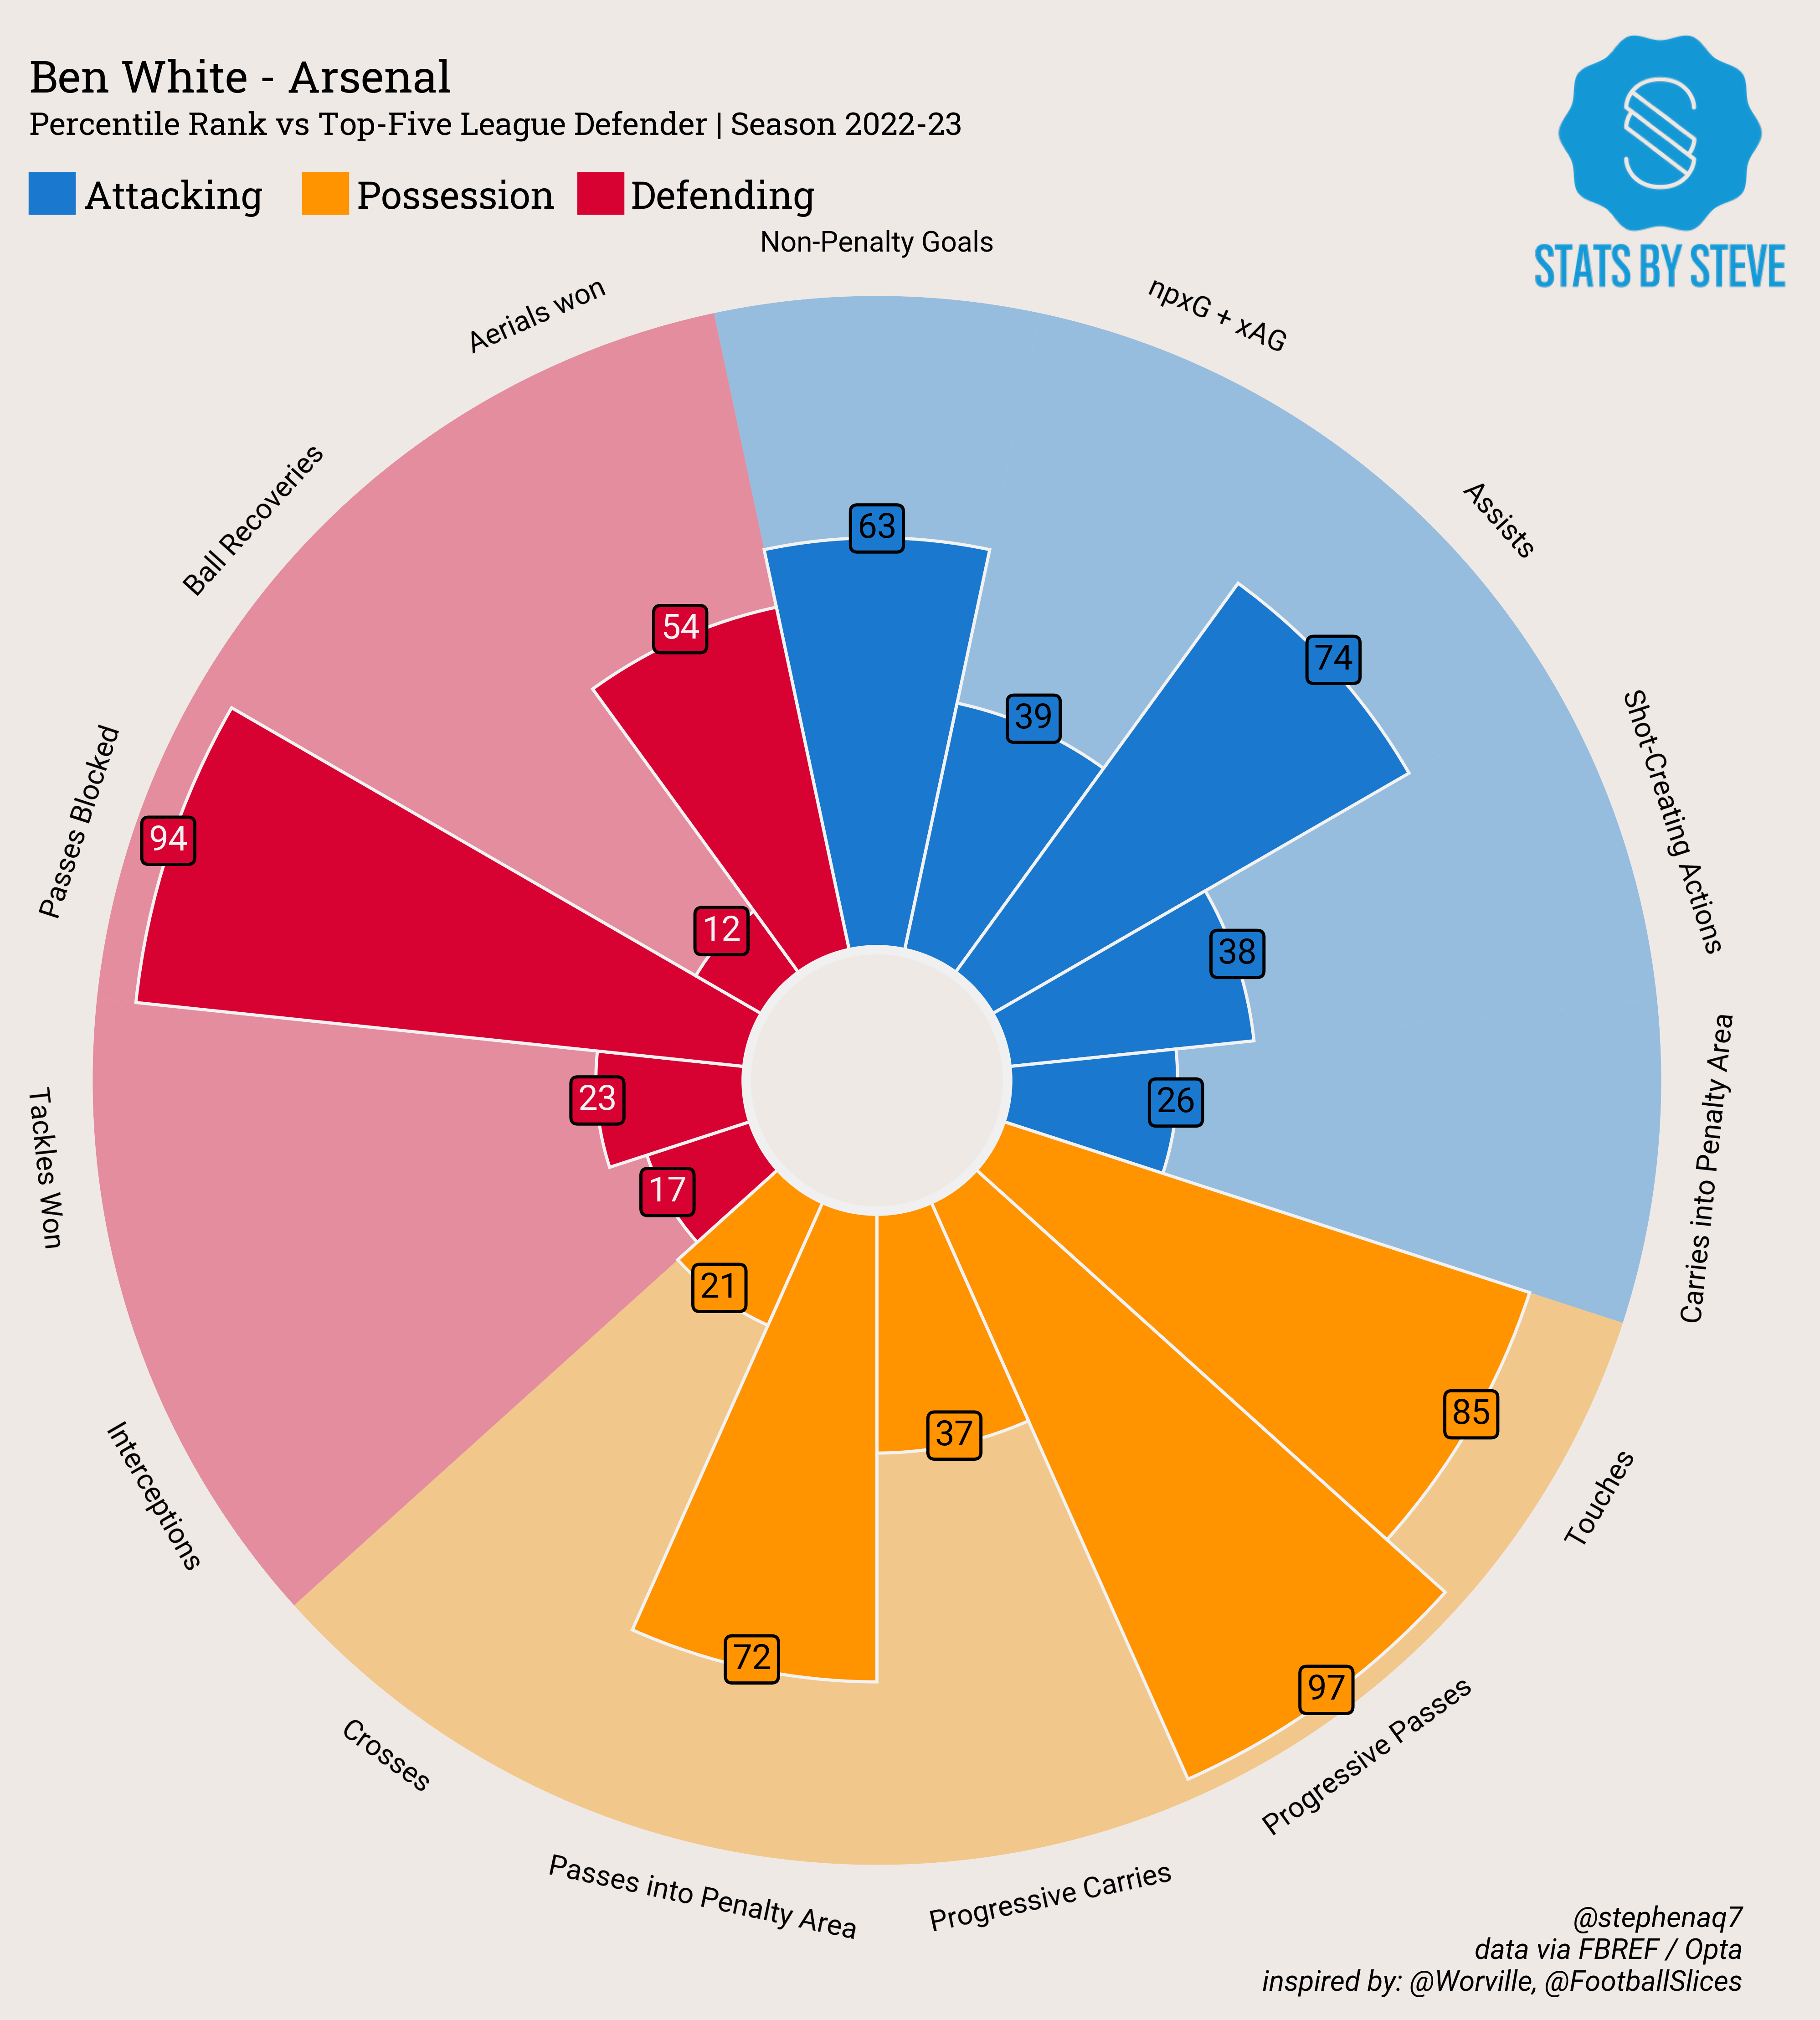 Ben White - Arsenal
Percentile Rank vs Top-Five League Defender | Season 2022-23
Attacking
Possession
Defending
STATS BY STEVE
Non-Penalty Goals
63
npxG + xAG
39
Assists
74
Shot-Creating Actions
38
Carries into Penalty Area
26
Touches
85
Progressive Passes
97
Progressive Carries
37
Passes into Penalty Area
72
Crosses
21
Interceptions
17
Tackles Won
23
Passes Blocked
94
Ball Recoveries
12
Aerials won
54
@stephenaq7
data via FBREF / Opta
inspired by: @Worville, @FootballSlices